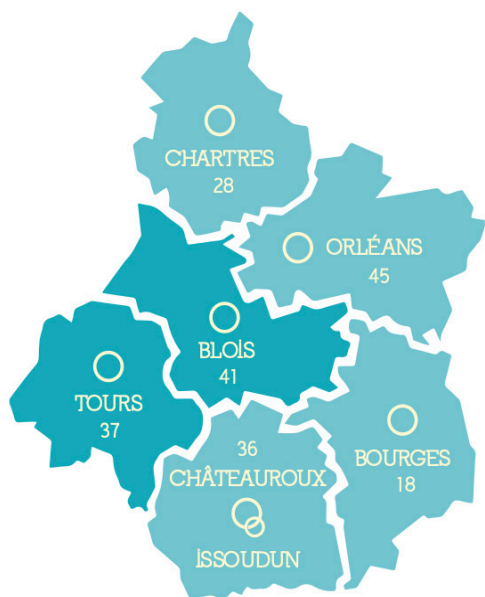 CHARTRES
28
ORLÉANS
45
BLOIS
41
TOURS
37
36
CHÂTEAUROUX
ISSOUDUN
BOURGES
18